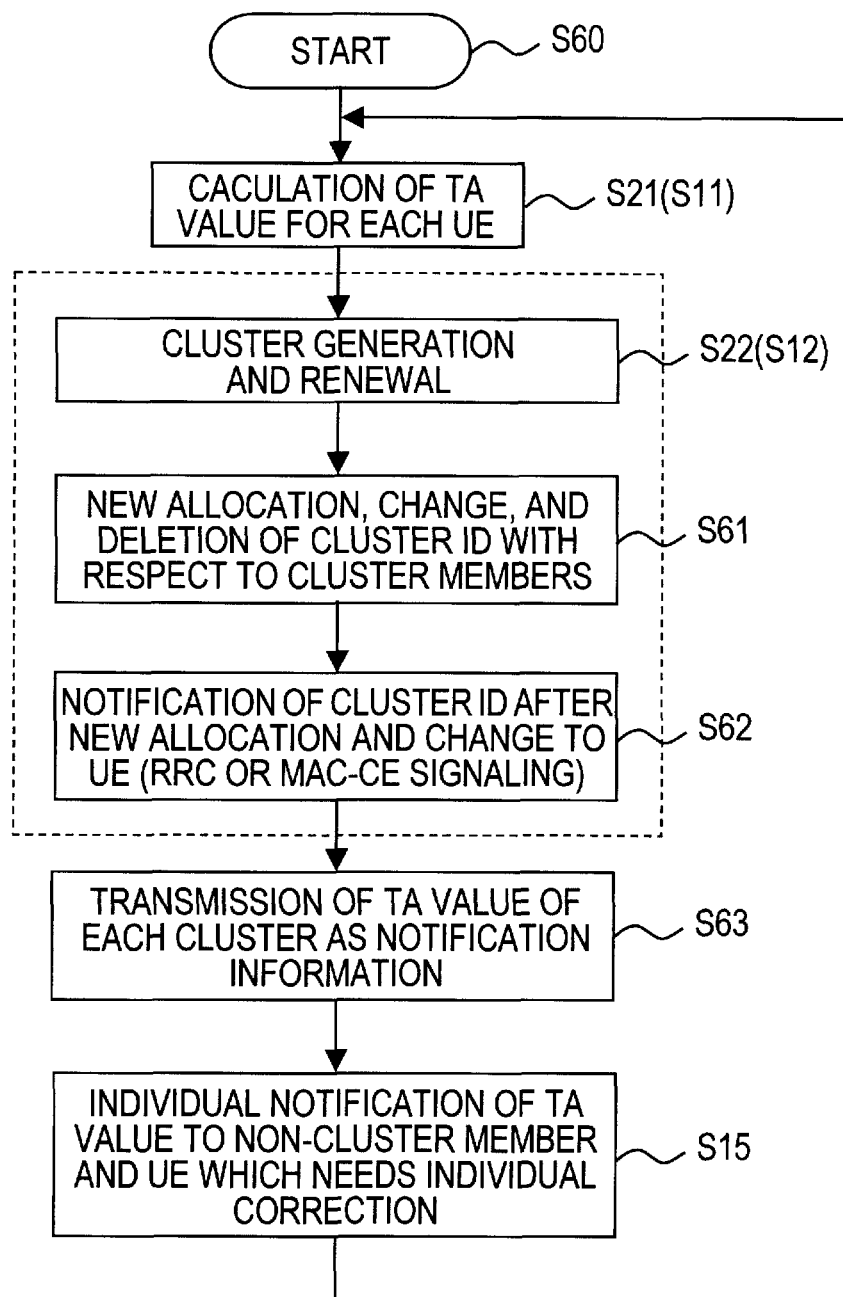 START
S60
CACULATION OF TA
VALUE FOR EACH UE
S21(S11)
CLUSTER GENERATION
AND RENEWAL
S22(S12)
NEW ALLOCATION, CHANGE, AND
DELETION OF CLUSTER ID WITH
RESPECT TO CLUSTER MEMBERS
S61
NOTIFICATION OF CLUSTER ID AFTER
NEW ALLOCATION AND CHANGE TO
UE (RRC OR MAC-CE SIGNALING)
S62
TRANSMISSION OF TA VALUE OF
EACH CLUSTER AS NOTIFICATION
INFORMATION
S63
INDIVIDUAL NOTIFICATION OF TA
VALUE TO NON-CLUSTER MEMBER
AND UE WHICH NEEDS INDIVIDUAL
CORRECTION
S15